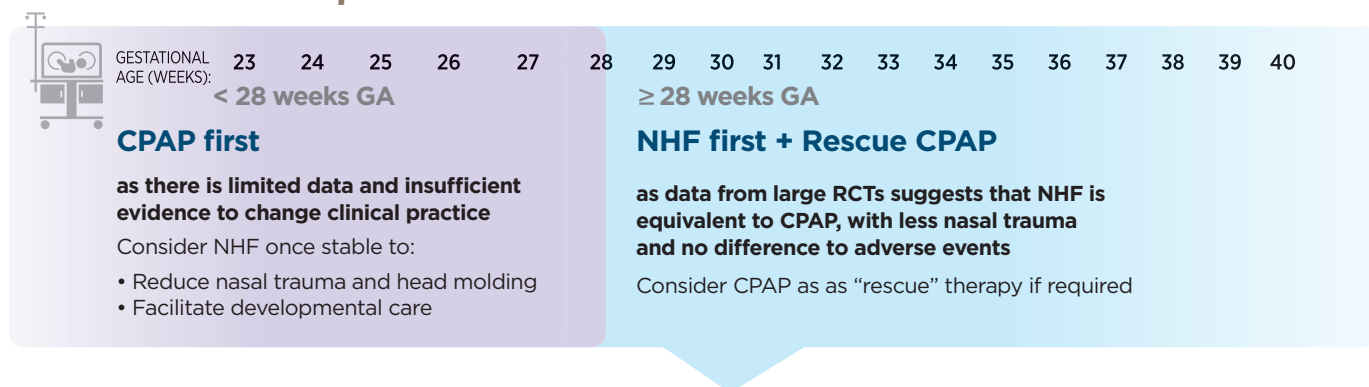 GESTATIONAL
AGE (WEEKS):
23 24 25 26 27 28 29 30 31 32 33 34 35 36 37 38 39 40
< 28 weeks GA
CPAP first
as there is limited data and insufficient
evidence to change clinical practice
Consider NHF once stable to:
• Reduce nasal trauma and head molding
• Facilitate developmental care
≥ 28 weeks GA
NHF first + Rescue CPAP
as data from large RCTs suggests that NHF is
equivalent to CPAP, with less nasal trauma
and no difference to adverse events
Consider CPAP as as “rescue” therapy if required